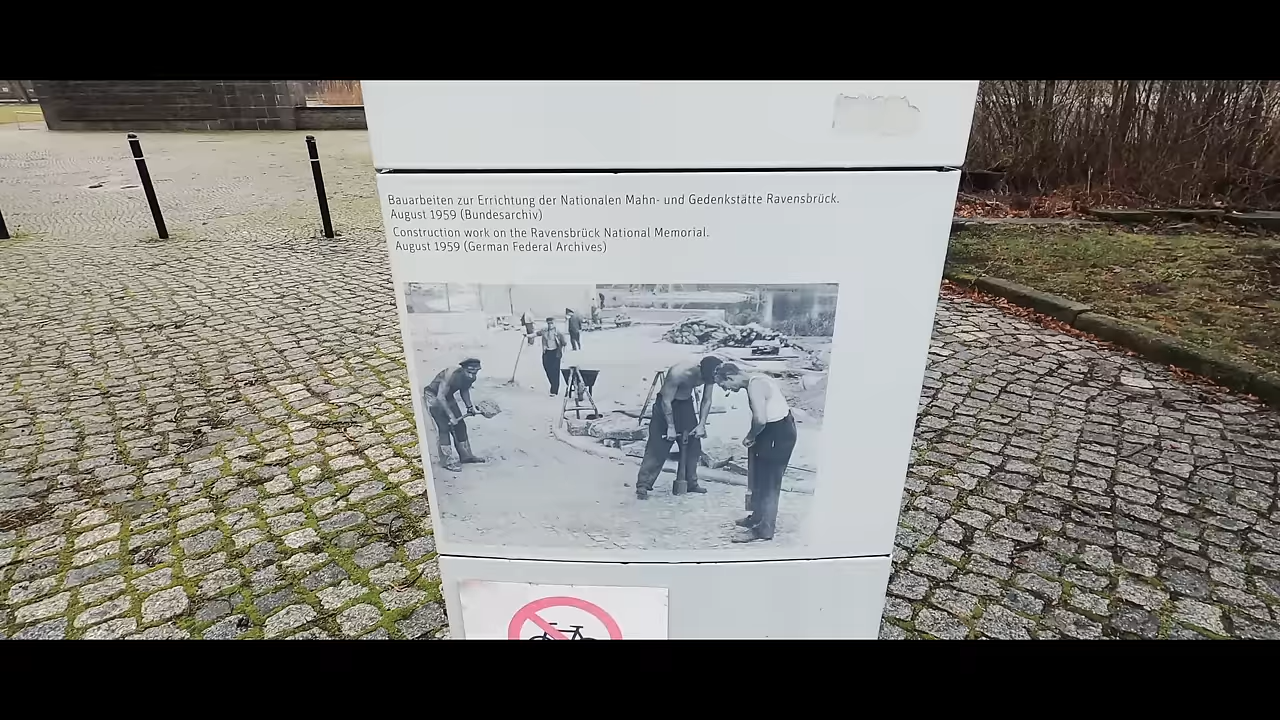 Bauarbeiten zur Errichtung der Nationalen Mahn- und Gedenkstätte Ravensbrück.
August 1959 (Bundesarchiv)
Construction work on the Ravensbrück National Memorial.
August 1959 (German Federal Archives)